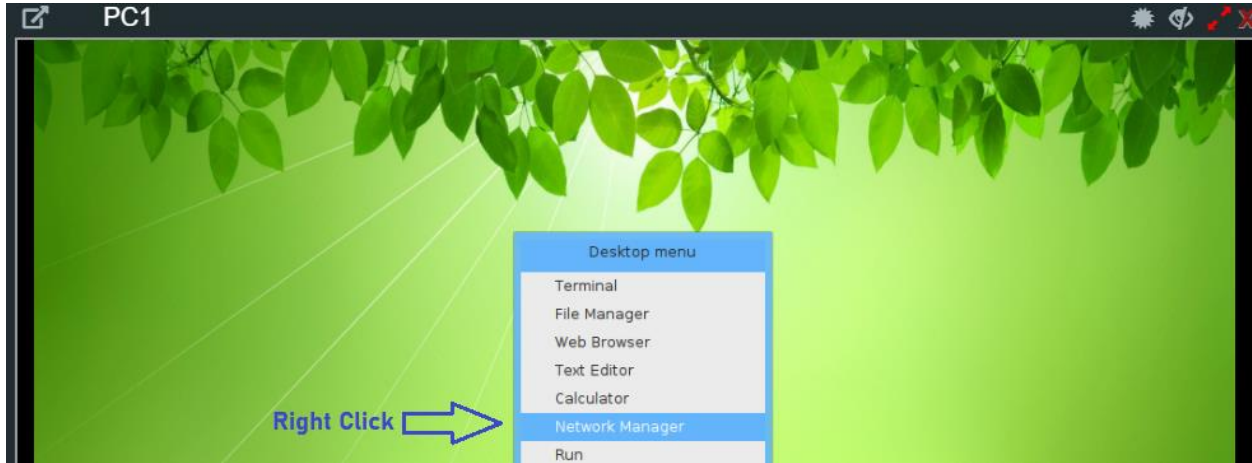 PC1
Desktop menu
Terminal
File Manager
Web Browser
Text Editor
Calculator
Right Click
Network Manager
Run